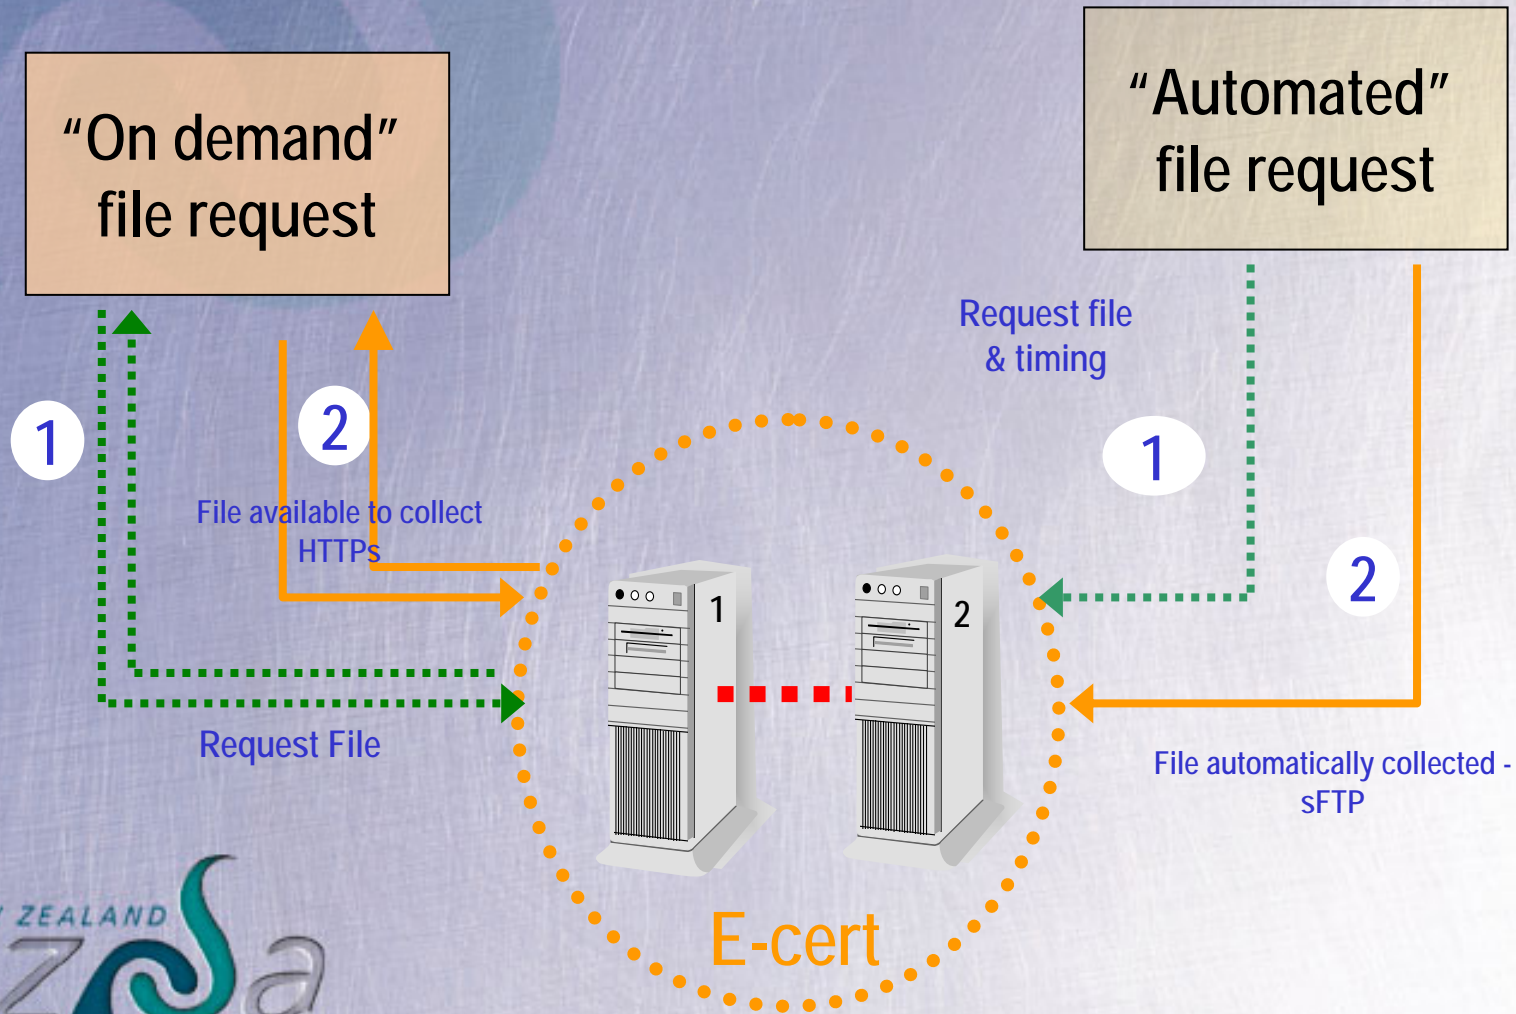 “On demand”
file request
“Automated”
file request
Request file
& timing
1
2
1
File available to collect
HTTPs
2
1
2
Request File
File automatically collected -
sFTP
E-cert
ZEALAND